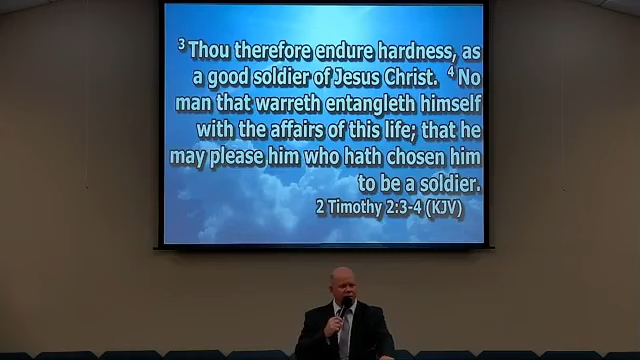 3 Thou therefore endure hardness, as
a good soldier of Jesus Christ. 4 No
man that warreth entangleth himself
with the affairs of this life; that he
may please him who hath chosen him
to be a soldier.
2 Timothy 2:3-4 (KJV)